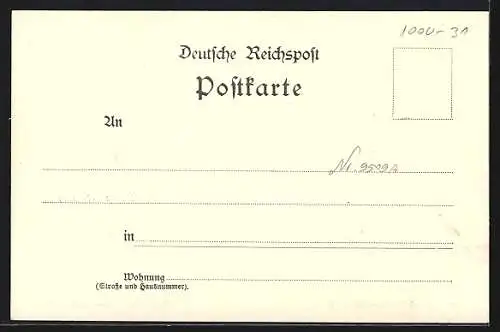 1000-31
Deutsche Reichspost
Postkarte
An
in
Wohnung
(Straße und Hausnummer).